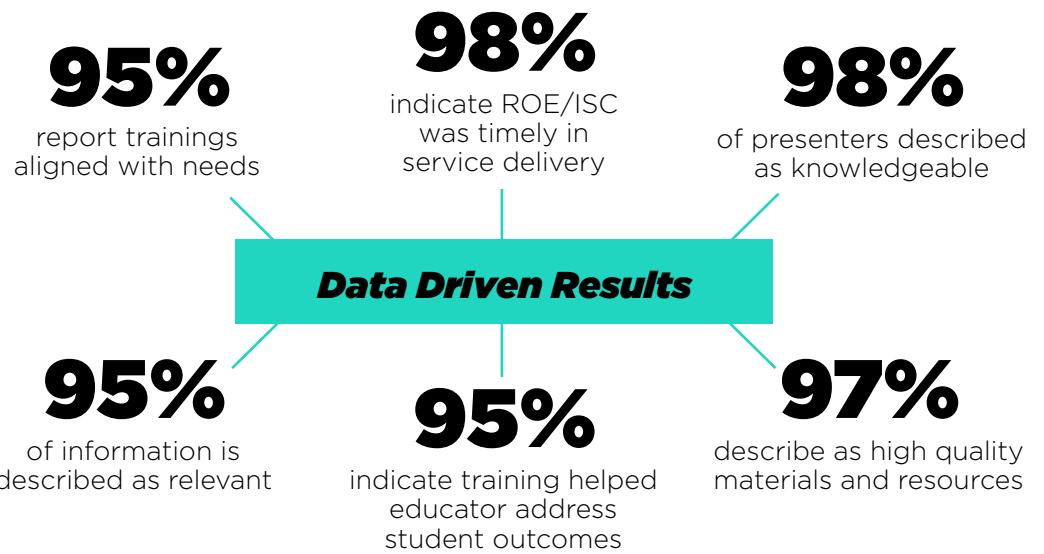 95%
report trainings
aligned with needs
98%
indicate ROE/ISC
was timely in
service delivery
98%
of presenters described
as knowledgeable
Data Driven Results
95%
of information is
described as relevant
95%
indicate training helped
educator address
student outcomes
97%
describe as high quality
materials and resources